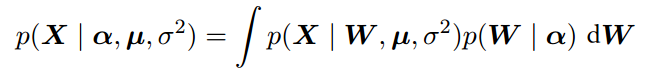 p(X | α, μ, σ²) = ∫ p(X | W, μ, σ²)p(W | α) dW